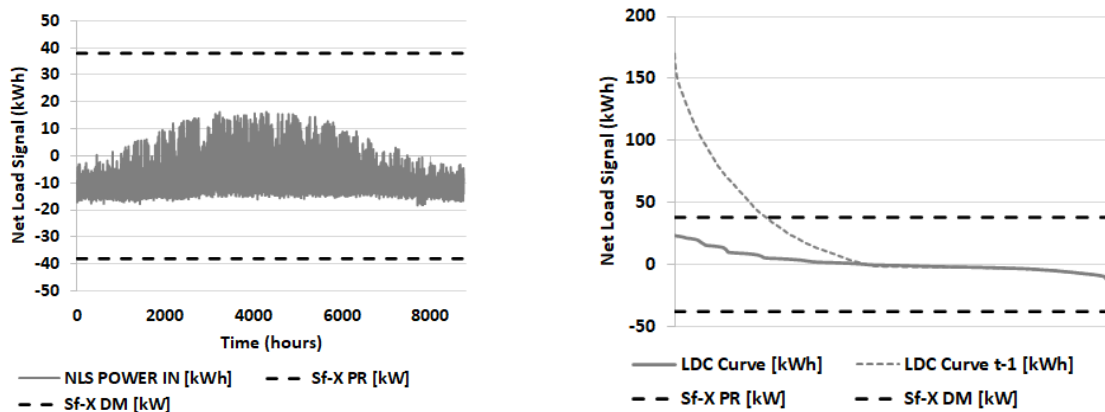 Net Load Signal (kWh)
50
40
30
20
10
0
-10
-20
-30
-40
-50
0 2000 4000 6000 8000
Time (hours)
NLS POWER IN [kWh] Sf-X PR [kW]
Sf-X DM [kW]
Net Load Signal (kWh)
200
150
100
50
0
-50
LDC Curve [kWh] LDC Curve t-1 [kWh]
Sf-X PR [kW] Sf-X DM [kW]